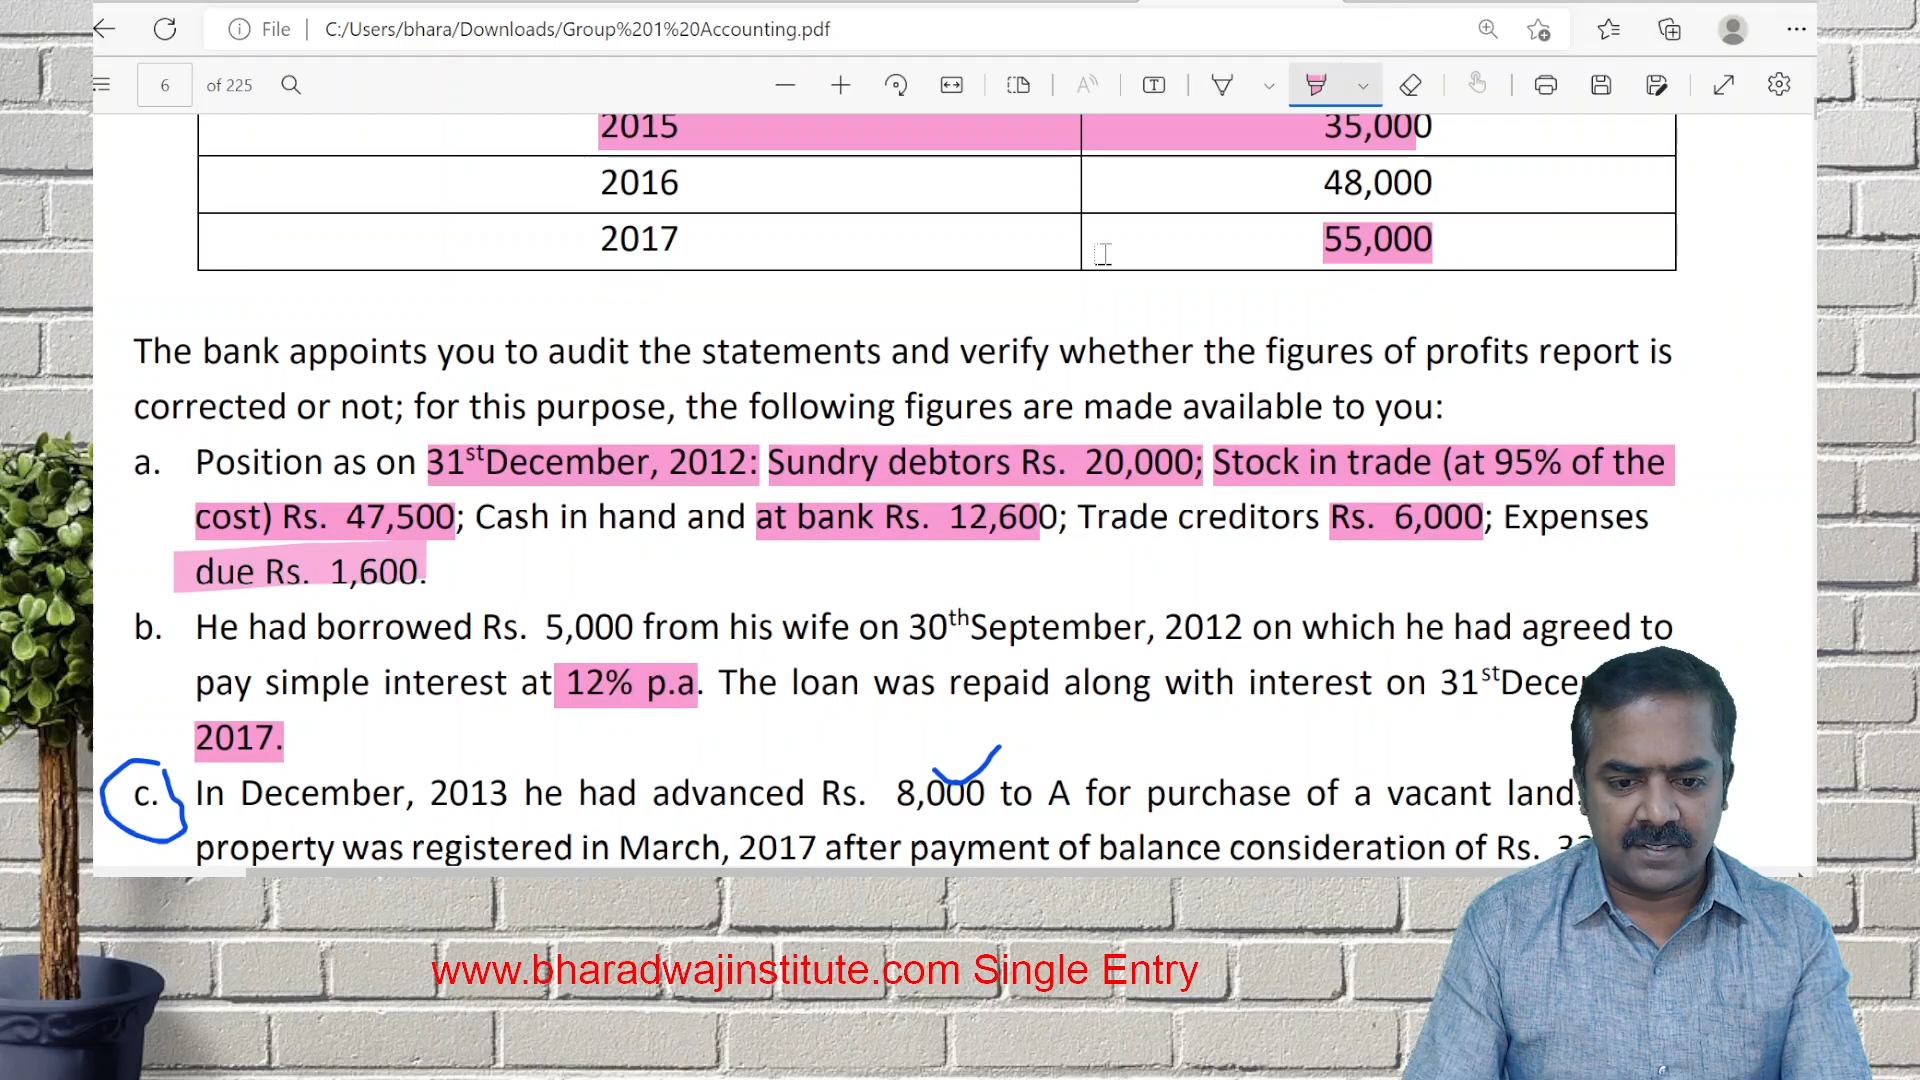 File | C:/Users/bhara/Downloads/Group%201%20Accounting.pdf
6 of 225
2015 35,000
2016 48,000
2017 55,000
The bank appoints you to audit the statements and verify whether the figures of profits report is
corrected or not; for this purpose, the following figures are made available to you:
a. Position as on 31stDecember, 2012: Sundry debtors Rs. 20,000; Stock in trade (at 95% of the
cost) Rs. 47,500; Cash in hand and at bank Rs. 12,600; Trade creditors Rs. 6,000; Expenses
due Rs. 1,600.
b. He had borrowed Rs. 5,000 from his wife on 30thSeptember, 2012 on which he had agreed to
pay simple interest at 12% p.a. The loan was repaid along with interest on 31st
2017.
c. In December, 2013 he had advanced Rs. 8,000 to A for purchase of a vacant land
property was registered in March, 2017 after payment of balance consideration of Rs.
www.bharadwajinstitute.com Single Entry